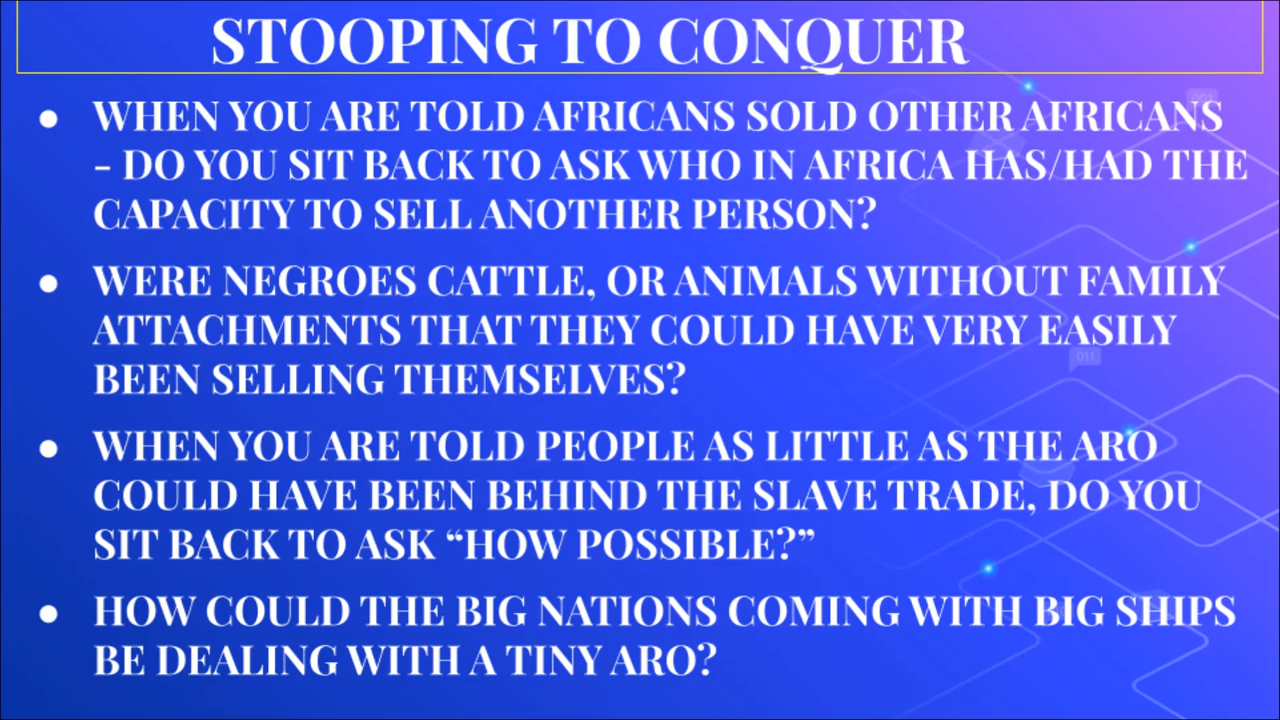 STOOPING TO CONQUER
● WHEN YOU ARE TOLD AFRICANS SOLD OTHER AFRICANS
- DO YOU SIT BACK TO ASK WHO IN AFRICA HAS/HAD THE
CAPACITY TO SELL ANOTHER PERSON?
● WERE NEGROES CATTLE, OR ANIMALS WITHOUT FAMILY
ATTACHMENTS THAT THEY COULD HAVE VERY EASILY
BEEN SELLING THEMSELVES?
● WHEN YOU ARE TOLD PEOPLE AS LITTLE AS THE ARO
COULD HAVE BEEN BEHIND THE SLAVE TRADE, DO YOU
SIT BACK TO ASK “HOW POSSIBLE?”
● HOW COULD THE BIG NATIONS COMING WITH BIG SHIPS
BE DEALING WITH A TINY ARO?
001
011